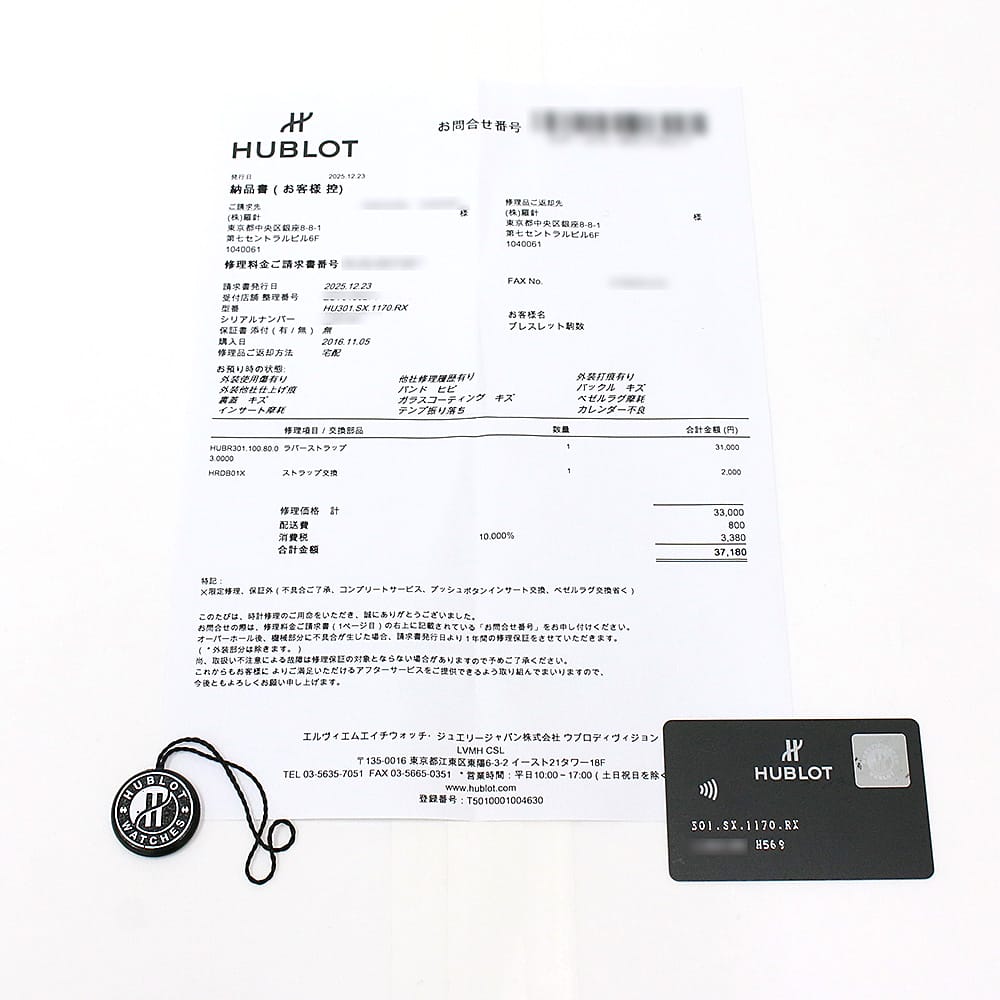 HUBLOT
お問合せ番号
発行日 2025.12.23
納品書 ( お客様 控)
ご請求先
(株)羅針 様
東京都中央区銀座8-8-1
第七セントラルビル6F
1040061
修理品ご返却先
(株)羅針 様
東京都中央区銀座8-8-1
第七セントラルビル6F
1040061
修理料金ご請求書番号
請求書発行日 2025.12.23
受付店舗 整理番号
型番 HU301.SX.1170.RX
シリアルナンバー
保証書 添付 ( 有 / 無 ) 無
購入日 2016.11.05
修理品ご返却方法 宅配
FAX No.
お客様名
ブレスレット駒数
お預り時の状態:
外装使用傷有り 他社修理履歴有り 外装打痕有り
外装他社仕上げ痕 バンド ヒビ バックル キズ
裏蓋 キズ ガラスコーティング キズ ベゼルラグ摩耗
インサート摩耗 テンプ振り落ち カレンダー不良
修理項目 / 交換部品 数量 合計金額 (円)
HUBR301.100.80.0 ラバーストラップ 1 31,000
3.0000
HRDB01X ストラップ交換 1 2,000
修理価格 計 33,000
配送費 800
消費税 10.000% 3,380
合計金額 37,180
特記 :
※限定修理、保証外 ( 不具合ご了承、コンプリートサービス、プッシュボタンインサート交換、ベゼルラグ交換省く )
このたびは、時計修理のご用命をいただき、誠にありがとうございました。
お問合せの際は、修理料金ご請求書 (1ページ目 ) の右上に記載されている「お問合せ番号」をお申し付けください。
オーバーホール後、機械部分に不具合が生じた場合、請求書発行日より 1 年間の修理保証をさせていただきます。
( * 外装部分は除きます。 )
尚、取扱い不注意による故障は修理保証の対象とならない場合がありますので予めご了承ください。
これからもお客様に よりご満足いただけるアフターサービスをご提供できるよう取り組んでまいりますので、
今後ともよろしくお願い申し上げます。
エルヴィエムエイチウォッチ・ジュエリージャパン株式会社 ウブロディヴィジョン
LVMH CSL
〒135-0016 東京都江東区東陽6-3-2 イースト21タワー18F
TEL 03-5635-7051 FAX 03-5665-0351 * 営業時間 : 平日10:00～17:00 ( 土日祝日を除く
www.hublot.com
登録番号 : T5010001004630
HUBLOT
WATCHES
HUBLOT
HUBLOT
301.SX.1170.RX
H569